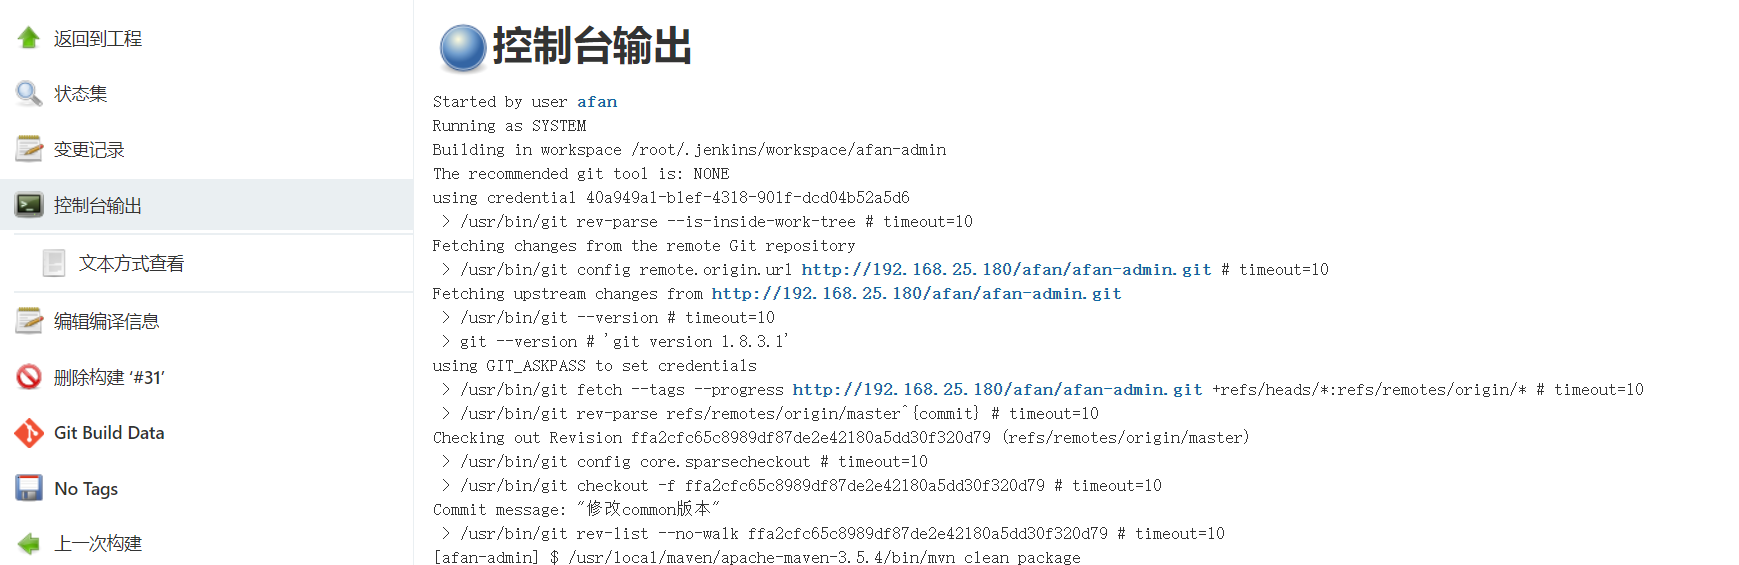 返回到工程
状态集
变更记录
控制台输出
文本方式查看
编辑编译信息
删除构建 ‘#31’
Git Build Data
No Tags
上一次构建
控制台输出
Started by user afan
Running as SYSTEM
Building in workspace /root/.jenkins/workspace/afan-admin
The recommended git tool is: NONE
using credential 40a949a1-b1ef-4318-901f-dcd04b52a5d6
> /usr/bin/git rev-parse --is-inside-work-tree # timeout=10
Fetching changes from the remote Git repository
> /usr/bin/git config remote.origin.url http://192.168.25.180/afan/afan-admin.git # timeout=10
Fetching upstream changes from http://192.168.25.180/afan/afan-admin.git
> /usr/bin/git --version # timeout=10
> git --version # 'git version 1.8.3.1'
using GIT_ASKPASS to set credentials
> /usr/bin/git fetch --tags --progress http://192.168.25.180/afan/afan-admin.git +refs/heads/*:refs/remotes/origin/* # timeout=10
> /usr/bin/git rev-parse refs/remotes/origin/master^{commit} # timeout=10
Checking out Revision ffa2cfc65c8989df87de2e42180a5dd30f320d79 (refs/remotes/origin/master)
> /usr/bin/git config core.sparsecheckout # timeout=10
> /usr/bin/git checkout -f ffa2cfc65c8989df87de2e42180a5dd30f320d79 # timeout=10
Commit message: "修改common版本"
> /usr/bin/git rev-list --no-walk ffa2cfc65c8989df87de2e42180a5dd30f320d79 # timeout=10
[afan-admin] $ /usr/local/maven/apache-maven-3.5.4/bin/mvn clean package